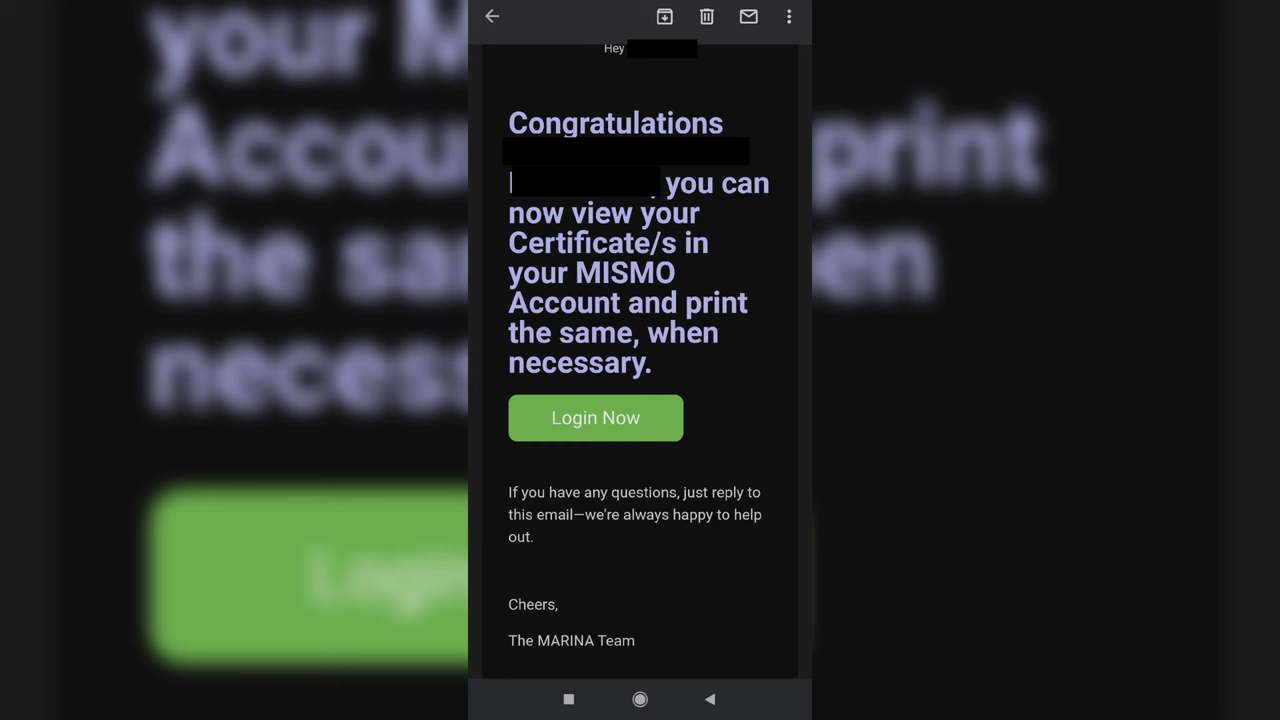 Hey
Congratulations
, you can
now view your
Certificate/s in
your MISMO
Account and print
the same, when
necessary.
Login Now
If you have any questions, just reply to
this email—we're always happy to help
out.
Cheers,
The MARINA Team